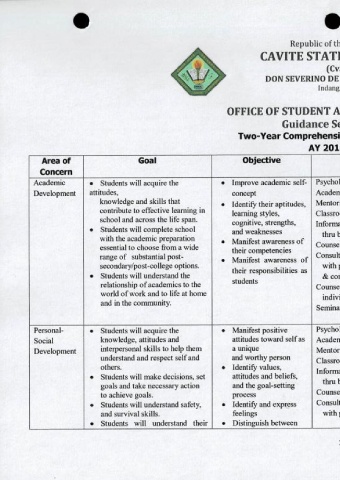 Republic of th
CAVITE STATE
(Cv
DON SEVERINO DE
Indang
OFFICE OF STUDENT A
Guidance Se
Two-Year Comprehensi
AY 201
Area of
Concern
Goal
Objective
Academic
Development
• Students will acquire the
attitudes,
knowledge and skills that
contribute to effective learning in
school and across the life span.
• Students will complete school
with the academic preparation
essential to choose from a wide
range of substantial post-
secondary/post-college options.
• Students will understand the
relationship of academics to the
world of work and to life at home
and in the community.
• Improve academic self-
concept
• Identify their aptitudes,
learning styles,
cognitive, strengths,
and weaknesses
• Manifest awareness of
their competencies
• Manifest awareness of
their responsibilities as
students
Psychol
Academ
Mentor
Classroo
Informa
thru b
Counse
Consult
with p
& co
Counse
indivi
Semina
Personal-
Social
Development
• Students will acquire the
knowledge, attitudes and
interpersonal skills to help them
understand and respect self and
others.
• Students will make decisions, set
goals and take necessary action
to achieve goals.
• Students will understand safety,
and survival skills.
• Students will understand their
• Manifest positive
attitudes toward self as
a unique
and worthy person
• Identify values,
attitudes and beliefs,
and the goal-setting
process
• Identify and express
feelings
• Distinguish between
Psychol
Academ
Mentor
Classroo
Informa
thru b
Counse
Consult
with p